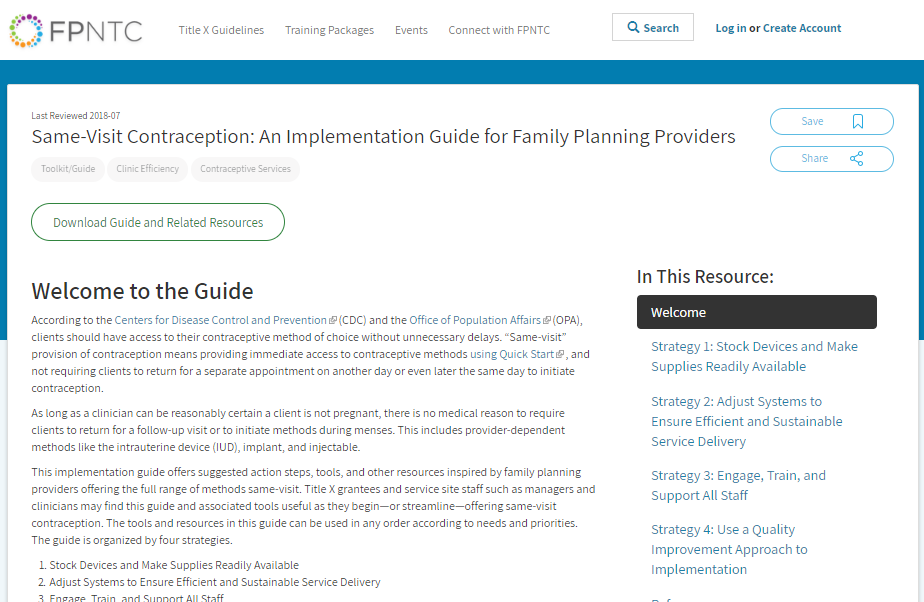 FPNTC
Title X Guidelines
Training Packages
Events
Connect with FPNTC
Search
Log in or Create Account
Last Reviewed 2018-07
Same-Visit Contraception: An Implementation Guide for Family Planning Providers
Save
Share
Toolkit/Guide
Clinic Efficiency
Contraceptive Services
Download Guide and Related Resources
Welcome to the Guide
According to the Centers for Disease Control and Prevention (CDC) and the Office of Population Affairs (OPA),
clients should have access to their contraceptive method of choice without unnecessary delays. “Same-visit”
provision of contraception means providing immediate access to contraceptive methods using Quick Start, and
not requiring clients to return for a separate appointment on another day or even later the same day to initiate
contraception.
As long as a clinician can be reasonably certain a client is not pregnant, there is no medical reason to require
clients to return for a follow-up visit or to initiate methods during menses. This includes provider-dependent
methods like the intrauterine device (IUD), implant, and injectable.
This implementation guide offers suggested action steps, tools, and other resources inspired by family planning
providers offering the full range of methods same-visit. Title X grantees and service site staff such as managers and
clinicians may find this guide and associated tools useful as they begin—or streamline—offering same-visit
contraception. The tools and resources in this guide can be used in any order according to needs and priorities.
The guide is organized by four strategies.
1. Stock Devices and Make Supplies Readily Available
2. Adjust Systems to Ensure Efficient and Sustainable Service Delivery
3. Engage, Train, and Support All Staff
In This Resource:
Welcome
Strategy 1: Stock Devices and Make
Supplies Readily Available
Strategy 2: Adjust Systems to
Ensure Efficient and Sustainable
Service Delivery
Strategy 3: Engage, Train, and
Support All Staff
Strategy 4: Use a Quality
Improvement Approach to
Implementation